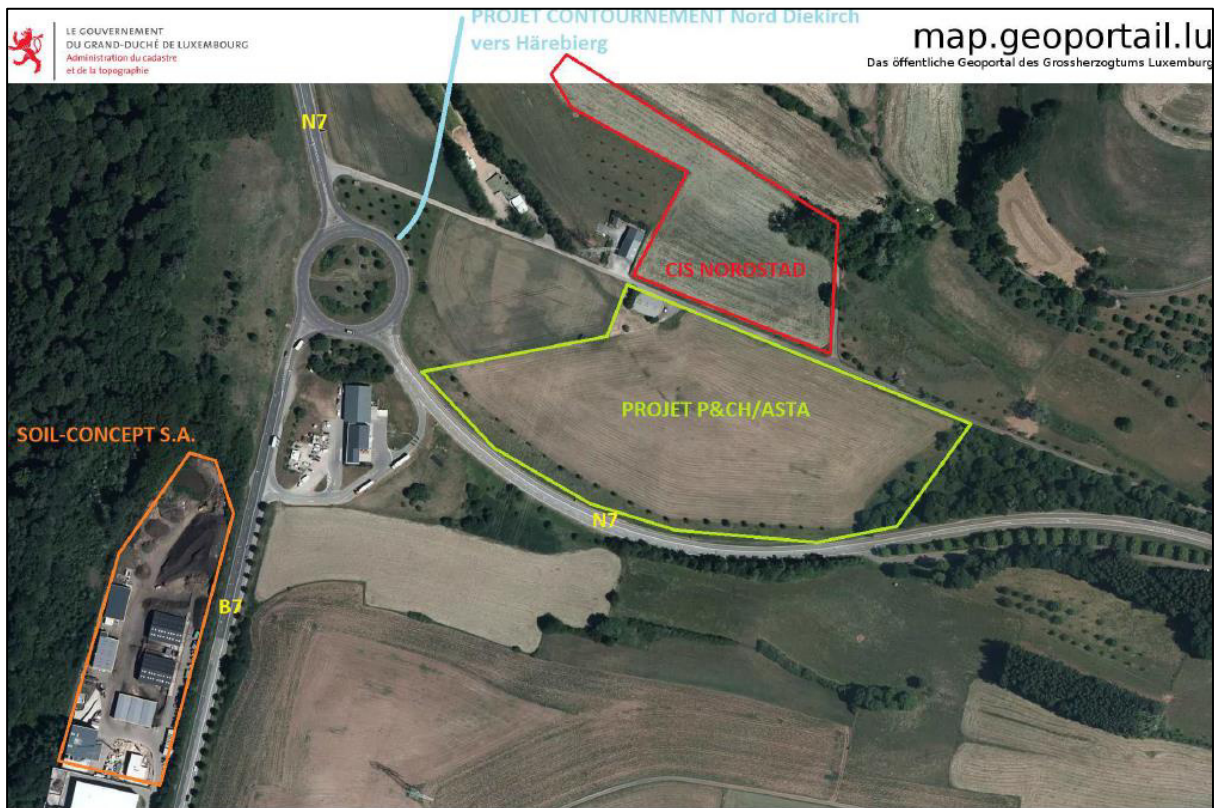 LE GOUVERNEMENT
DU GRAND-DUCHÉ DE LUXEMBOURG
Administration du cadastre
et de la topographie
PROJET CONTOURNEMENT Nord Diekirch
vers Härebierg
map.geoportail.lu
Das öffentliche Geoportal des Grossherzogtums Luxemburg
N7
CIS NORDSTAD
PROJET P&CH/ASTA
SOIL-CONCEPT S.A.
N7
B7